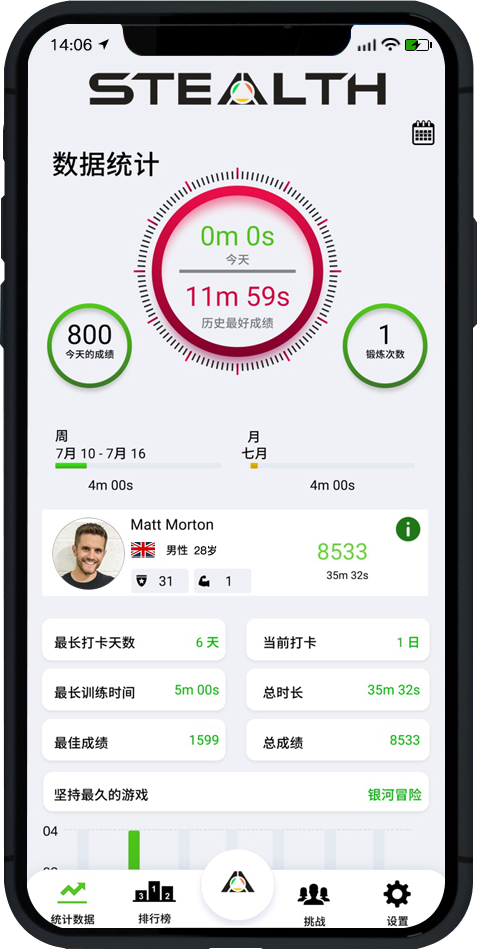 14:06
STEALTH
数据统计
0m 0s
今天
11m 59s
历史最好成绩
800
今天的成绩
1
锻炼次数
周
7月 10 - 7月 16
4m 00s
月
七月
4m 00s
Matt Morton
男性 28岁
31
1
8533
35m 32s
最长打卡天数 6 天
当前打卡 1 日
最长训练时间 5m 00s
总时长 35m 32s
最佳成绩 1599
总成绩 8533
坚持最久的游戏 银河冒险
04
统计数据
3 1 2
排行榜
挑战
设置